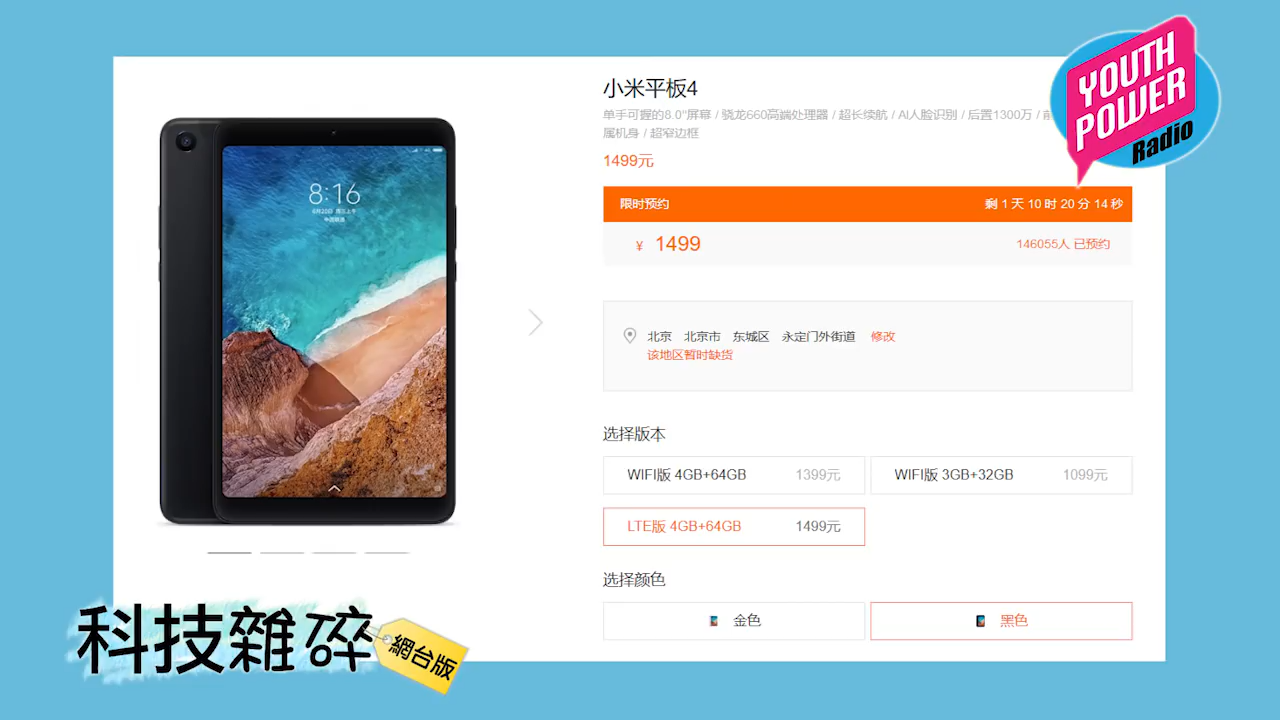 小米平板4
单手可握的8.0"屏幕 / 骁龙660高端处理器 / 超长续航 / AI人脸识别 / 后置1300万 / 前
属机身 / 超窄边框
1499元
限时预约
剩 1 天 10 时 20 分 14 秒
¥ 1499
146055人 已预约
北京 北京市 东城区 永定门外街道 修改
该地区暂时缺货
选择版本
WIFI版 4GB+64GB 1399元
WIFI版 3GB+32GB 1099元
LTE版 4GB+64GB 1499元
选择颜色
金色
黑色
8:16
YOUTH
POWER
Radio
科技雜碎
網台版